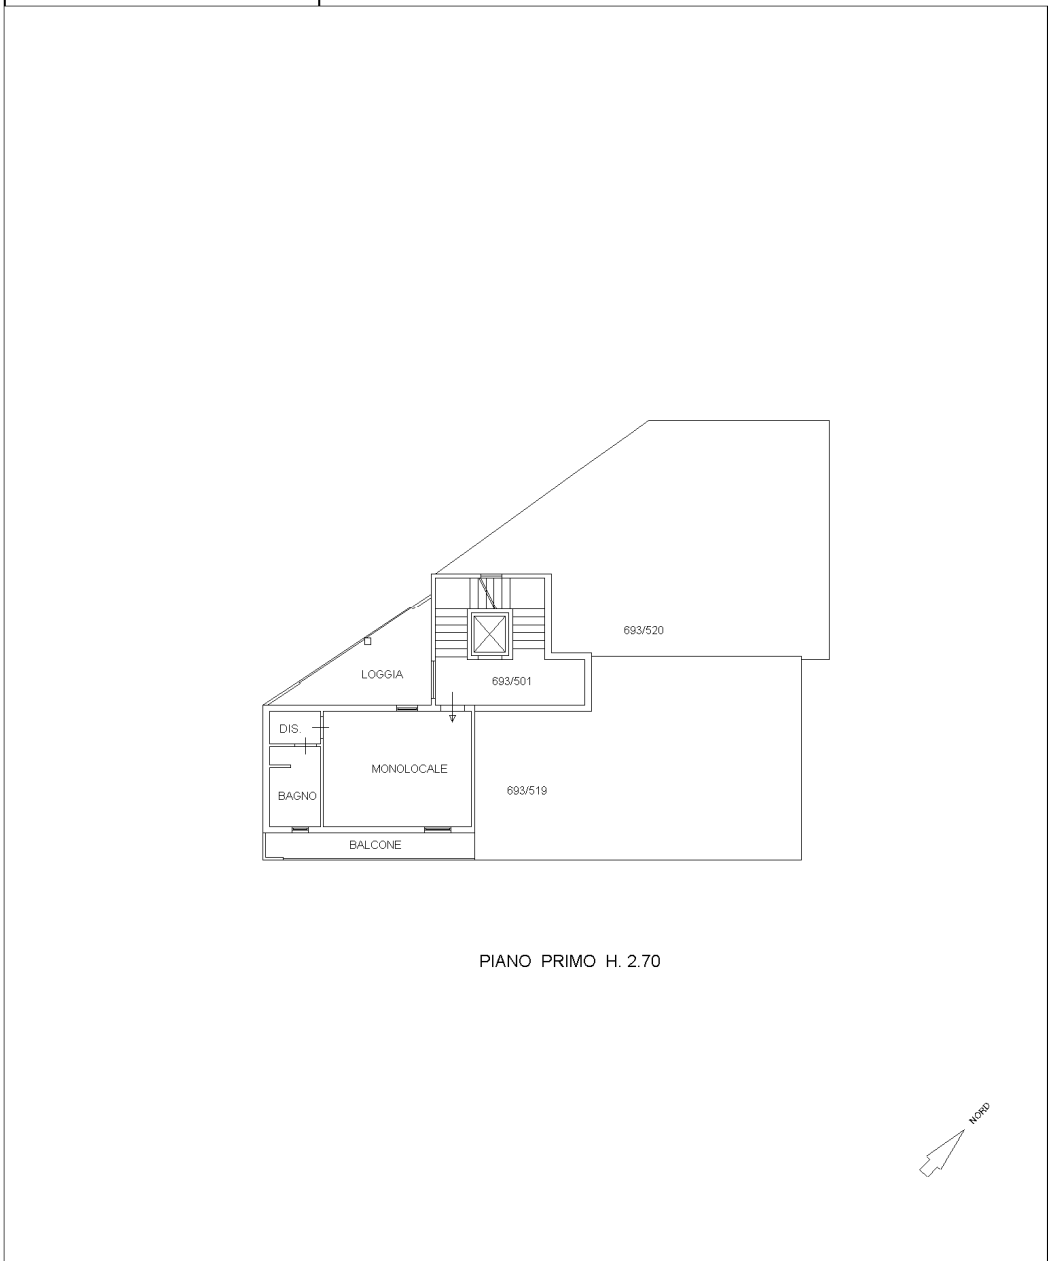 693/520
LOGGIA
693/501
DIS.
MONOLOCALE
693/519
BAGNO
BALCONE
PIANO PRIMO H. 2.70
NORD